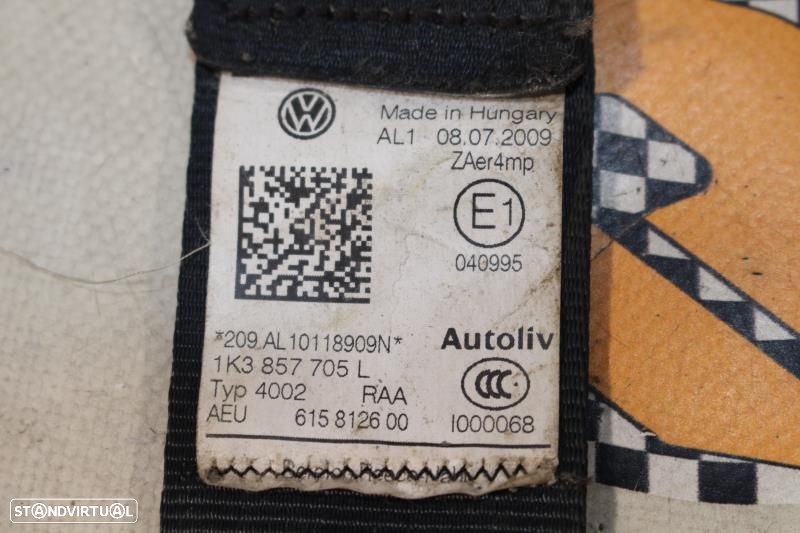 Made in Hungary
AL1 08.07.2009
ZAer4mp
E1
040995
*209 AL10118909N*
Autoliv
1K3 857 705 L
Typ 4002 RAA
CCC
AEU 615 8126 00 I000068
STANDVIRTUAL